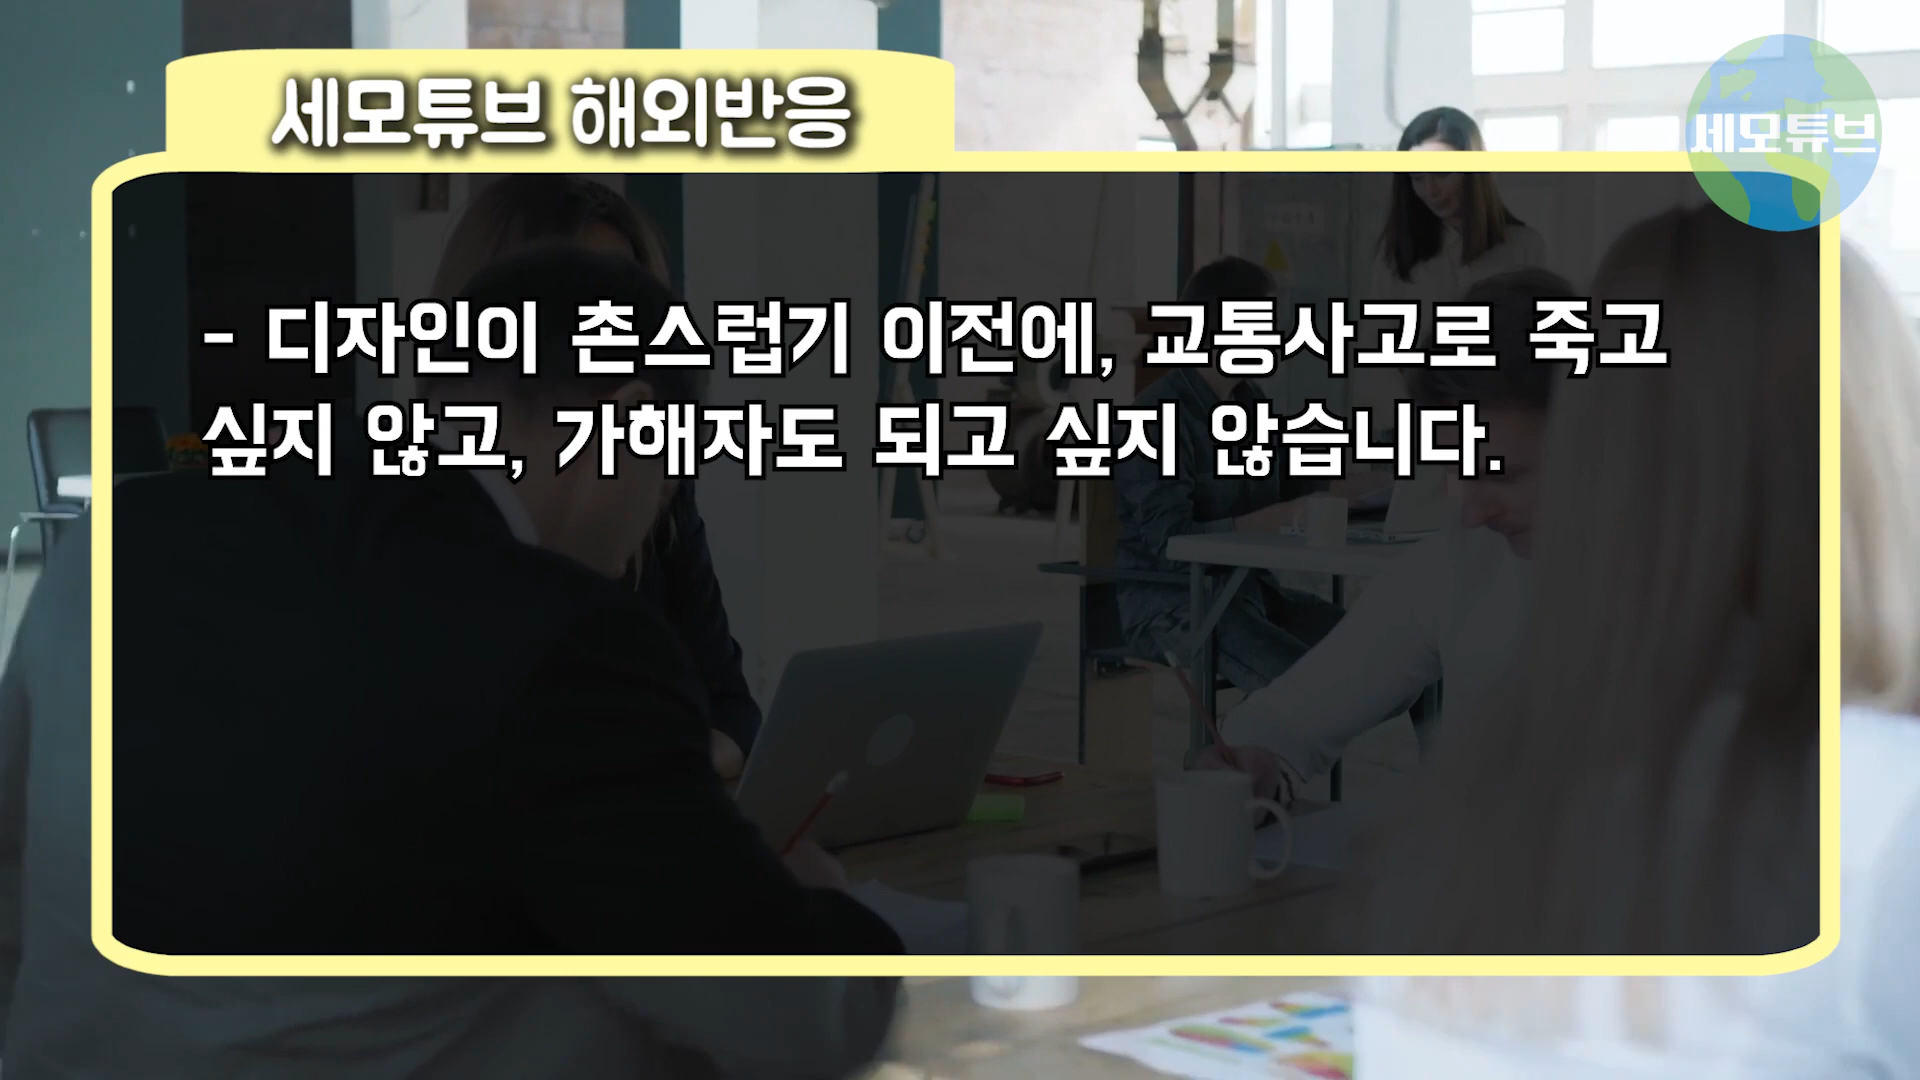 세모튜브 해외반응
세모튜브
- 디자인이 촌스럽기 이전에, 교통사고로 죽고
싶지 않고, 가해자도 되고 싶지 않습니다.